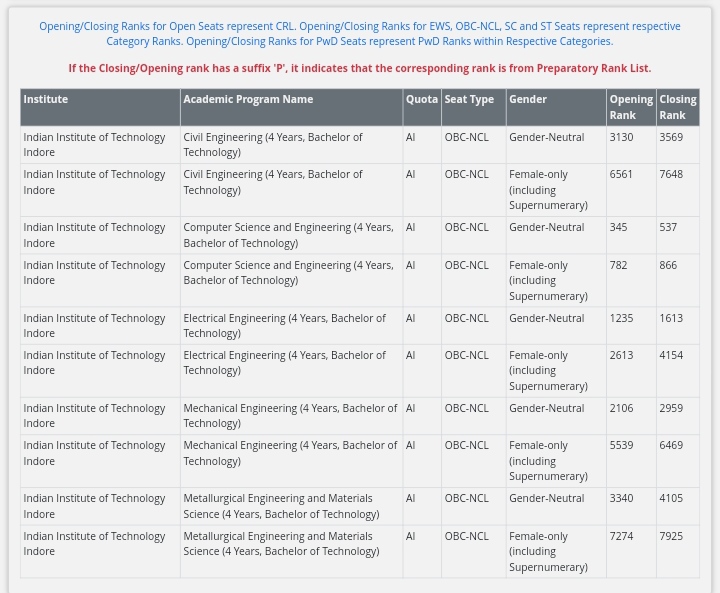 Opening/Closing Ranks for Open Seats represent CRL. Opening/Closing Ranks for EWS, OBC-NCL, SC and ST Seats represent respective
Category Ranks. Opening/Closing Ranks for PwD Seats represent PwD Ranks within Respective Categories.
If the Closing/Opening rank has a suffix 'P', it indicates that the corresponding rank is from Preparatory Rank List.
Institute Academic Program Name Quota Seat Type Gender Opening Closing
Rank Rank
Indian Institute of Technology Civil Engineering (4 Years, Bachelor of AI OBC-NCL Gender-Neutral 3130 3569
Indore Technology)
Indian Institute of Technology Civil Engineering (4 Years, Bachelor of AI OBC-NCL Female-only 6561 7648
Indore Technology) (including
Supernumerary)
Indian Institute of Technology Computer Science and Engineering (4 Years, AI OBC-NCL Gender-Neutral 345 537
Indore Bachelor of Technology)
Indian Institute of Technology Computer Science and Engineering (4 Years, AI OBC-NCL Female-only 782 866
Indore Bachelor of Technology) (including
Supernumerary)
Indian Institute of Technology Electrical Engineering (4 Years, Bachelor of AI OBC-NCL Gender-Neutral 1235 1613
Indore Technology)
Indian Institute of Technology Electrical Engineering (4 Years, Bachelor of AI OBC-NCL Female-only 2613 4154
Indore Technology) (including
Supernumerary)
Indian Institute of Technology Mechanical Engineering (4 Years, Bachelor of AI OBC-NCL Gender-Neutral 2106 2959
Indore Technology)
Indian Institute of Technology Mechanical Engineering (4 Years, Bachelor of AI OBC-NCL Female-only 5539 6469
Indore Technology) (including
Supernumerary)
Indian Institute of Technology Metallurgical Engineering and Materials AI OBC-NCL Gender-Neutral 3340 4105
Indore Science (4 Years, Bachelor of Technology)
Indian Institute of Technology Metallurgical Engineering and Materials AI OBC-NCL Female-only 7274 7925
Indore Science (4 Years, Bachelor of Technology) (including
Supernumerary)